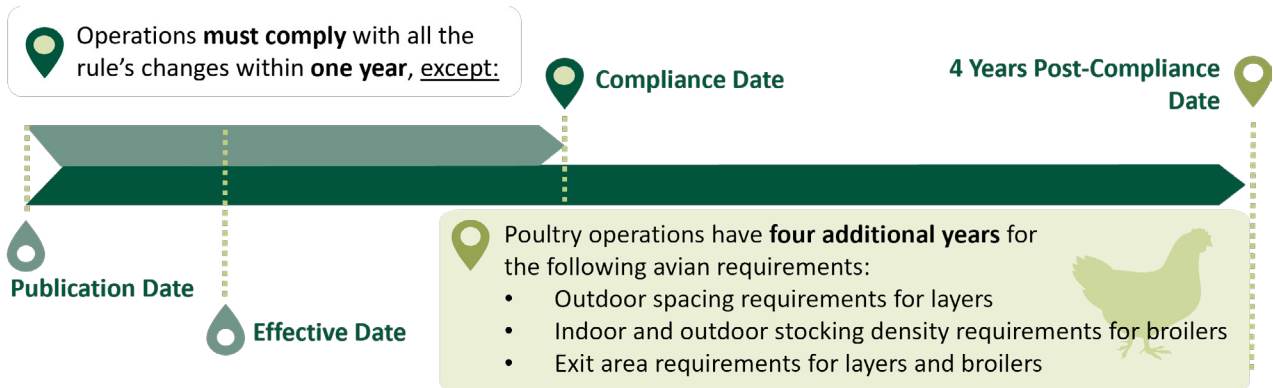 Operations must comply with all the
rule's changes within one year, except:
Compliance Date
4 Years Post-Compliance
Date
Publication Date
Effective Date
Poultry operations have four additional years for
the following avian requirements:
• Outdoor spacing requirements for layers
• Indoor and outdoor stocking density requirements for broilers
• Exit area requirements for layers and broilers